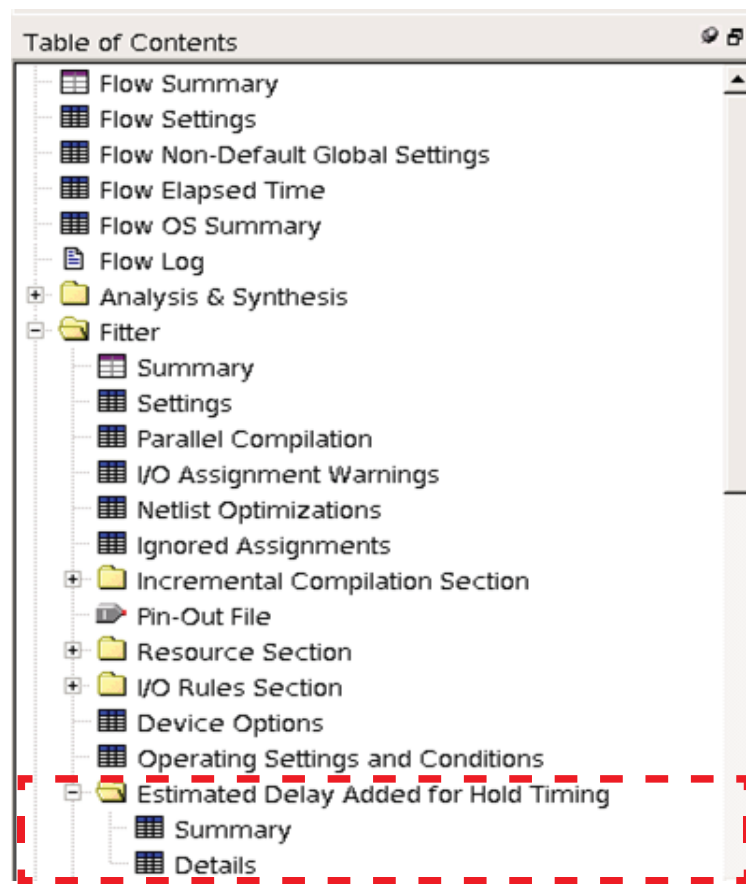 Table of Contents
Flow Summary
Flow Settings
Flow Non-Default Global Settings
Flow Elapsed Time
Flow OS Summary
Flow Log
Analysis & Synthesis
Fitter
Summary
Settings
Parallel Compilation
I/O Assignment Warnings
Netlist Optimizations
Ignored Assignments
Incremental Compilation Section
Pin-Out File
Resource Section
I/O Rules Section
Device Options
Operating Settings and Conditions
Estimated Delay Added for Hold Timing
Summary
Details